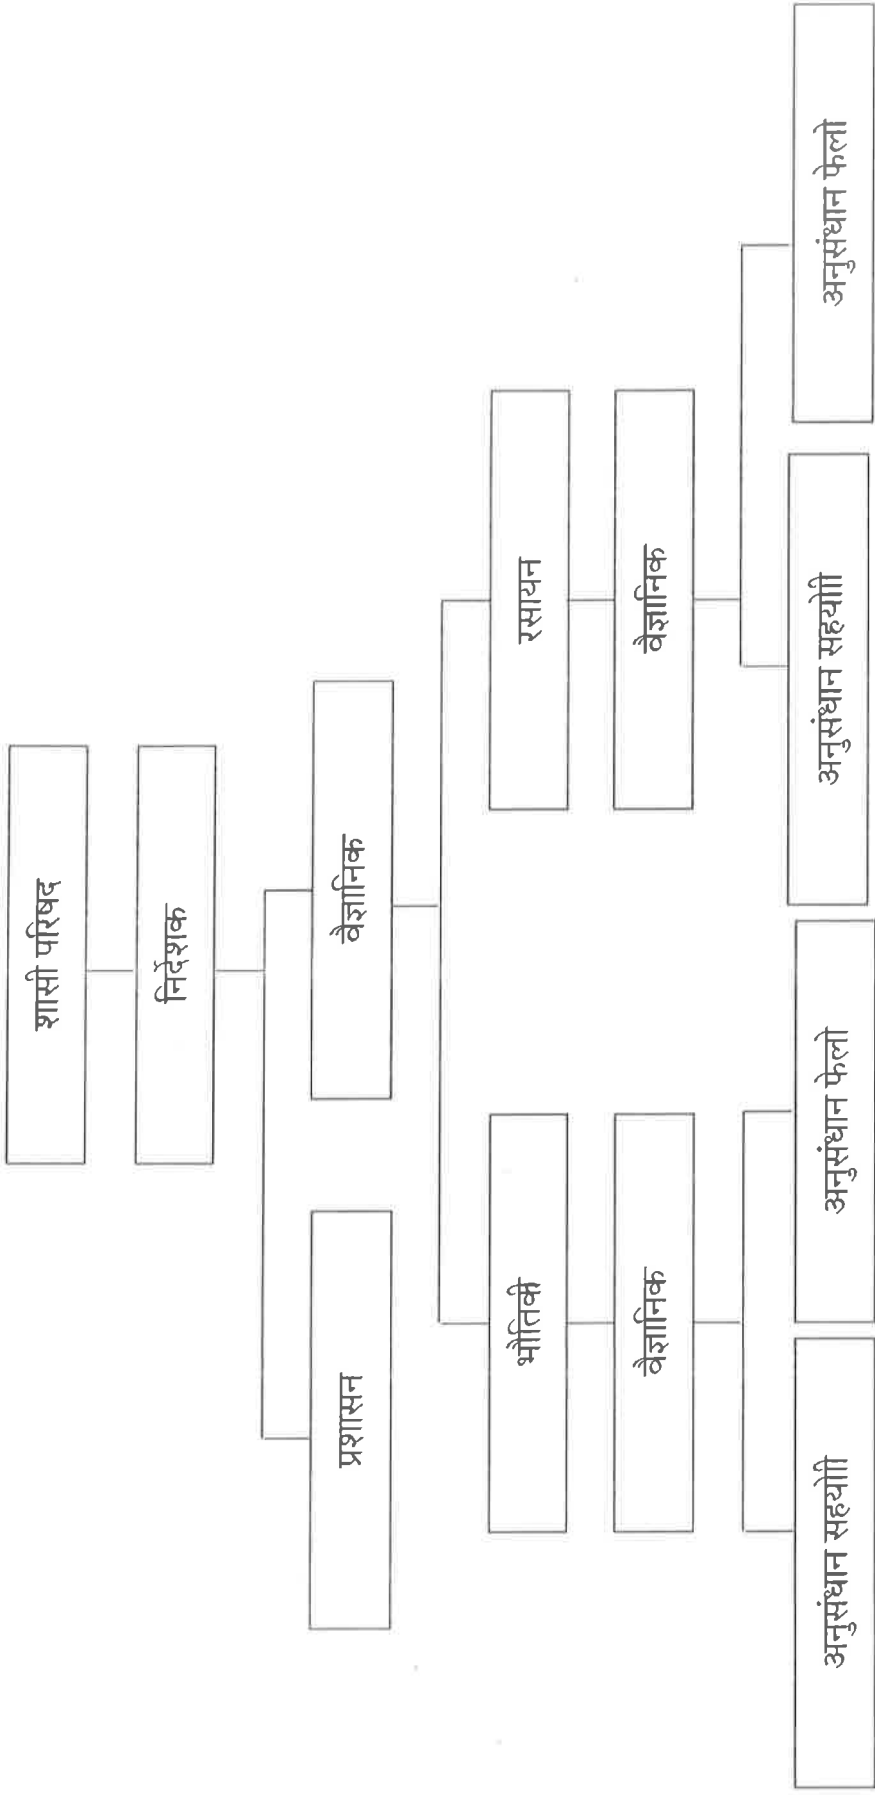 शासी परिषद
निदेशक
प्रशासन
वैज्ञानिक
भौतिकी
रसायन
वैज्ञानिक
वैज्ञानिक
अनुसंधान सहयोगी
अनुसंधान फेलो
अनुसंधान सहयोगी
अनुसंधान फेलो